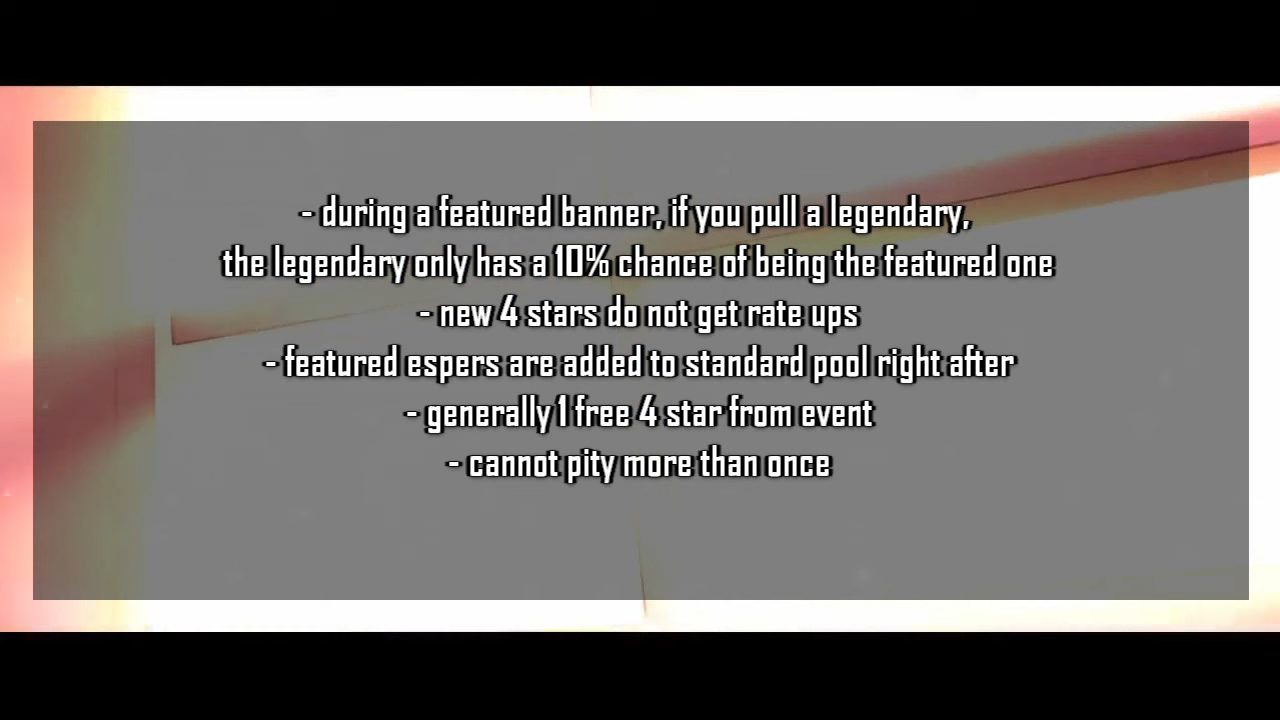 - during a featured banner, if you pull a legendary,
the legendary only has a 10% chance of being the featured one
- new 4 stars do not get rate ups
- featured espers are added to standard pool right after
- generally 1 free 4 star from event
- cannot pity more than once